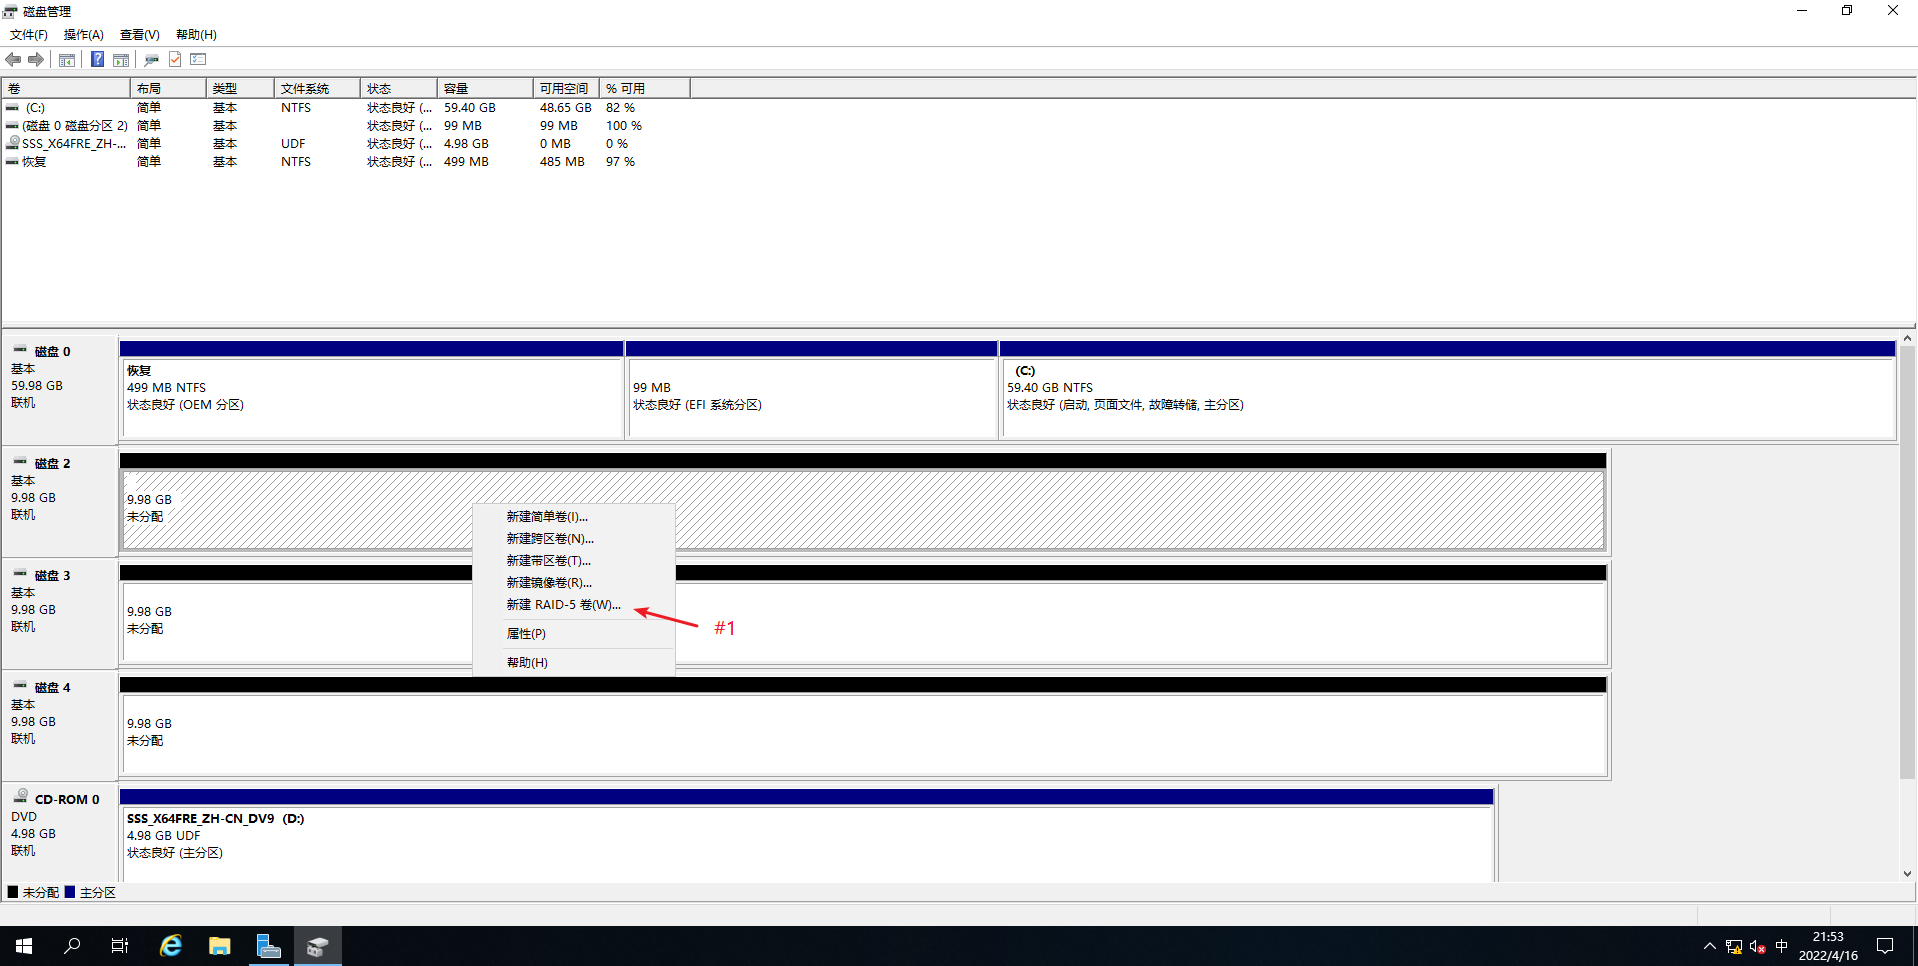 磁盘管理
文件(F) 操作(A) 查看(V) 帮助(H)
卷 布局 类型 文件系统 状态 容量 可用空间 % 可用
(C:) 简单 基本 NTFS 状态良好 (... 59.40 GB 48.65 GB 82 %
(磁盘 0 磁盘分区 2) 简单 基本 状态良好 (... 99 MB 99 MB 100 %
SSS_X64FRE_ZH-... 简单 基本 UDF 状态良好 (... 4.98 GB 0 MB 0 %
恢复 简单 基本 NTFS 状态良好 (... 499 MB 485 MB 97 %
磁盘 0
基本
59.98 GB
联机
恢复
499 MB NTFS
状态良好 (OEM 分区)
99 MB
状态良好 (EFI 系统分区)
(C:)
59.40 GB NTFS
状态良好 (启动, 页面文件, 故障转储, 主分区)
磁盘 2
基本
9.98 GB
联机
9.98 GB
未分配
新建简单卷(I)...
新建跨区卷(N)...
新建带区卷(T)...
新建镜像卷(R)...
新建 RAID-5 卷(W)...
属性(P)
帮助(H)
#1
磁盘 3
基本
9.98 GB
联机
9.98 GB
未分配
磁盘 4
基本
9.98 GB
联机
9.98 GB
未分配
CD-ROM 0
DVD
4.98 GB
联机
SSS_X64FRE_ZH-CN_DV9 (D:)
4.98 GB UDF
状态良好 (主分区)
未分配 主分区
中
21:53
2022/4/16